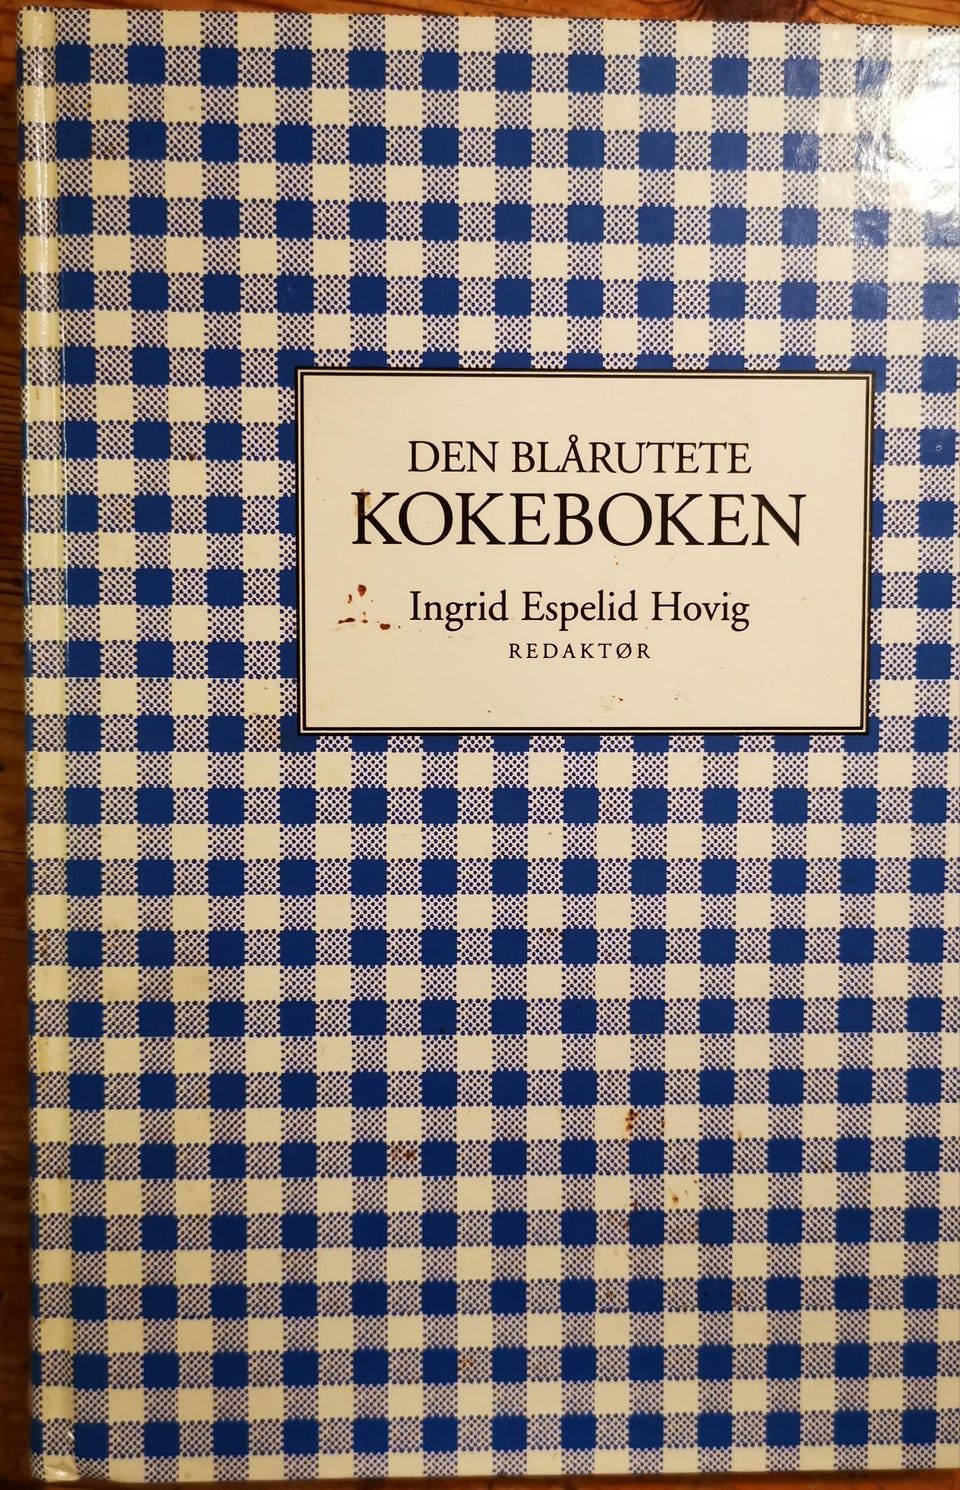 DEN BLÅRUTETE
KOKEBOKEN
Ingrid Espelid Hovig
REDAKTØR